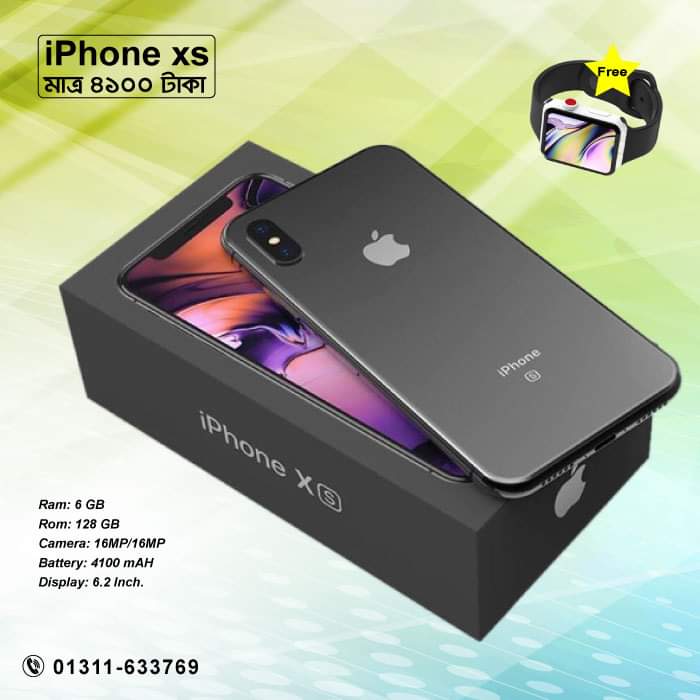 iPhone xs
মাত্র ৪১০০ টাকা
Free
iPhone
S
iPhone XS
Ram: 6 GB
Rom: 128 GB
Camera: 16MP/16MP
Battery: 4100 mAH
Display: 6.2 Inch.
01311-633769